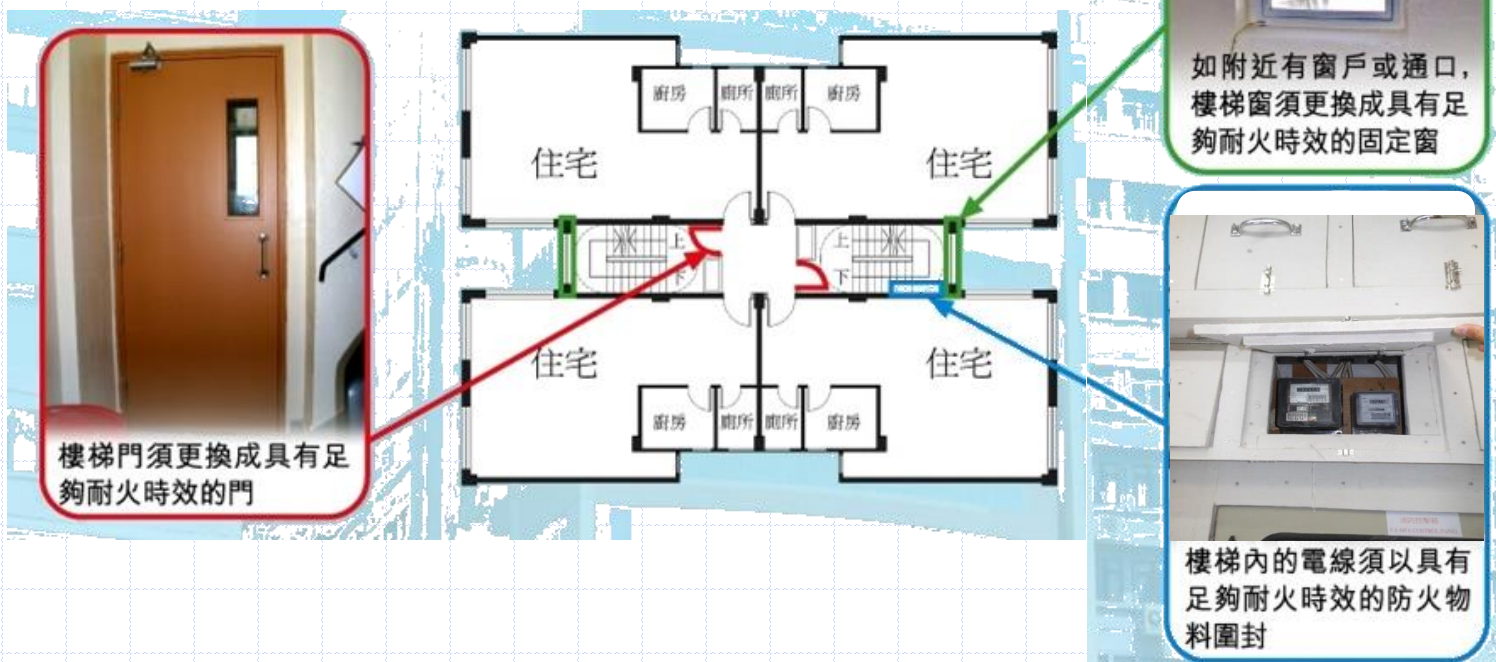 樓梯門須更換成具有足
夠耐火時效的門
廚房
廁所
廁所
廚房
住宅
住宅
上
下
上
下
住宅
住宅
廚房
廁所
廁所
廚房
如附近有窗戶或通口,
樓梯窗須更換成具有足
夠耐火時效的固定窗
樓梯內的電線須以具有
足夠耐火時效的防火物
料圍封